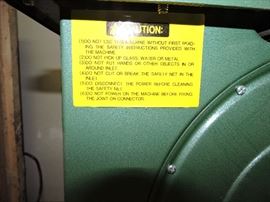 CAUTION:
(1)DO NOT USE THE MACHINE WITHOUT FIRST READ-
ING THE SAFETY INSTRUCTIONS PROVIDED WITH
THE MACHINE.
(2)DO NOT PICK UP GLASS, WATER OR METAL.
(3)DO NOT PUT HANDS OR OTHER OBJECTS IN OR
AROUND INLET.
(4)DO NOT CUT OR BREAK THE SAFETY NET IN THE
INLET.
(5)DISCONNECT THE POWER BEFORE CLEANING
THE SAFETY NET.
(6)DO NOT POWER ON THE MACHINE BEFORE FIXING
THE JOINT ON CONNECTOR.